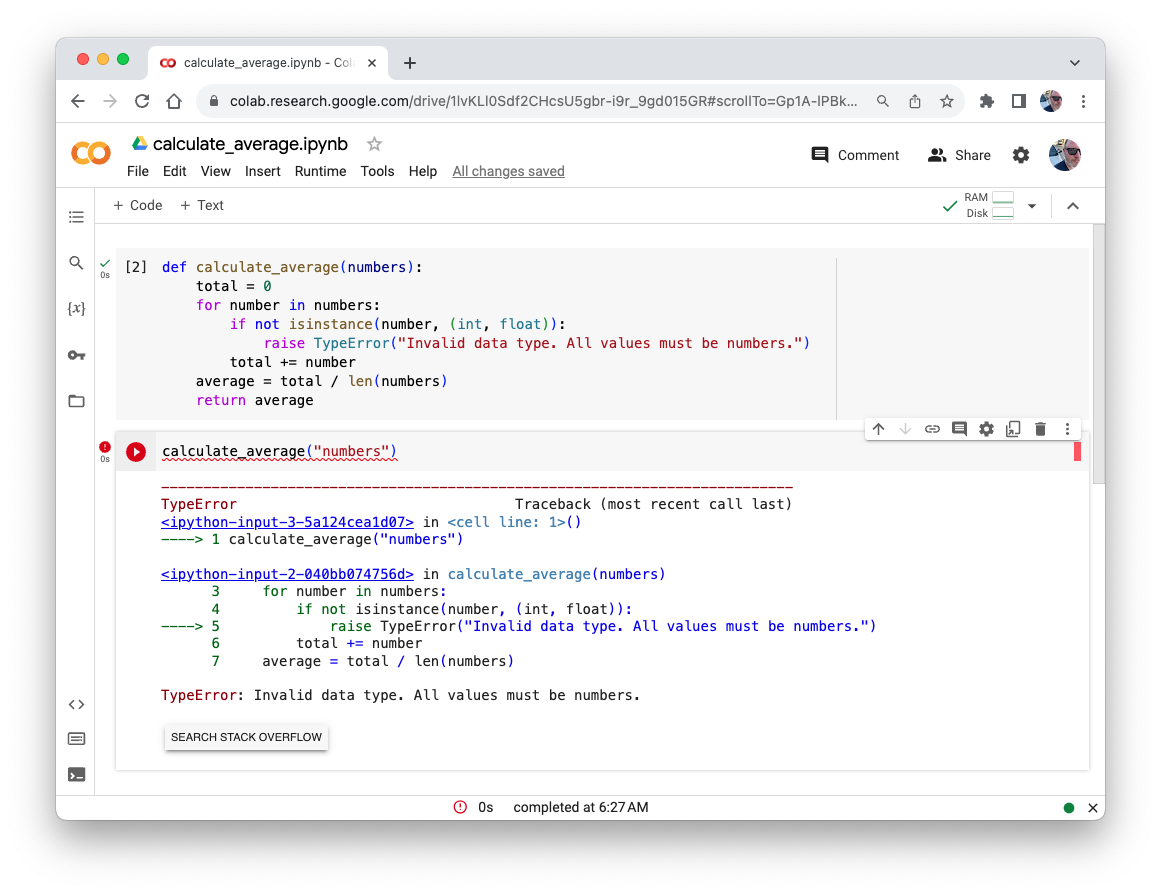 calculate_average.ipynb - Col
colab.research.google.com/drive/1lvKLl0Sdf2CHcsU5gbr-i9r_9gd015GR#scrollTo=Gp1A-lPBk...
calculate_average.ipynb
File Edit View Insert Runtime Tools Help All changes saved
Comment Share
+ Code + Text
RAM
Disk
[2] def calculate_average(numbers):
    total = 0
    for number in numbers:
        if not isinstance(number, (int, float)):
            raise TypeError("Invalid data type. All values must be numbers.")
        total += number
    average = total / len(numbers)
    return average
0s
{x}
calculate_average("numbers")
0s
---------------------------------------------------------------------------
TypeError                                 Traceback (most recent call last)
<ipython-input-3-5a124cea1d07> in <cell line: 1>()
----> 1 calculate_average("numbers")
<ipython-input-2-040bb074756d> in calculate_average(numbers)
      3     for number in numbers:
      4         if not isinstance(number, (int, float)):
----> 5             raise TypeError("Invalid data type. All values must be numbers.")
      6         total += number
      7     average = total / len(numbers)
TypeError: Invalid data type. All values must be numbers.
SEARCH STACK OVERFLOW
0s completed at 6:27 AM